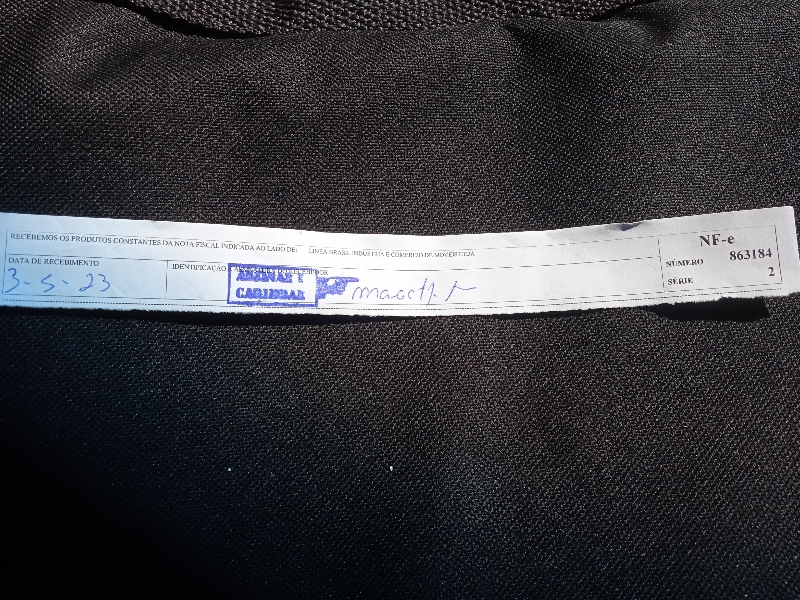 RECEBEMOS OS PRODUTOS CONSTANTES DA NOTA FISCAL INDICADA AO LADO DE: LINEA BRASIL INDUSTRIA E COMERCIO DE MOVEIS LTDA
NF-e
NÚMERO 863184
SÉRIE 2
DATA DE RECEBIMENTO
3-5-23
IDENTIFICAÇÃO E
CARIMBAR